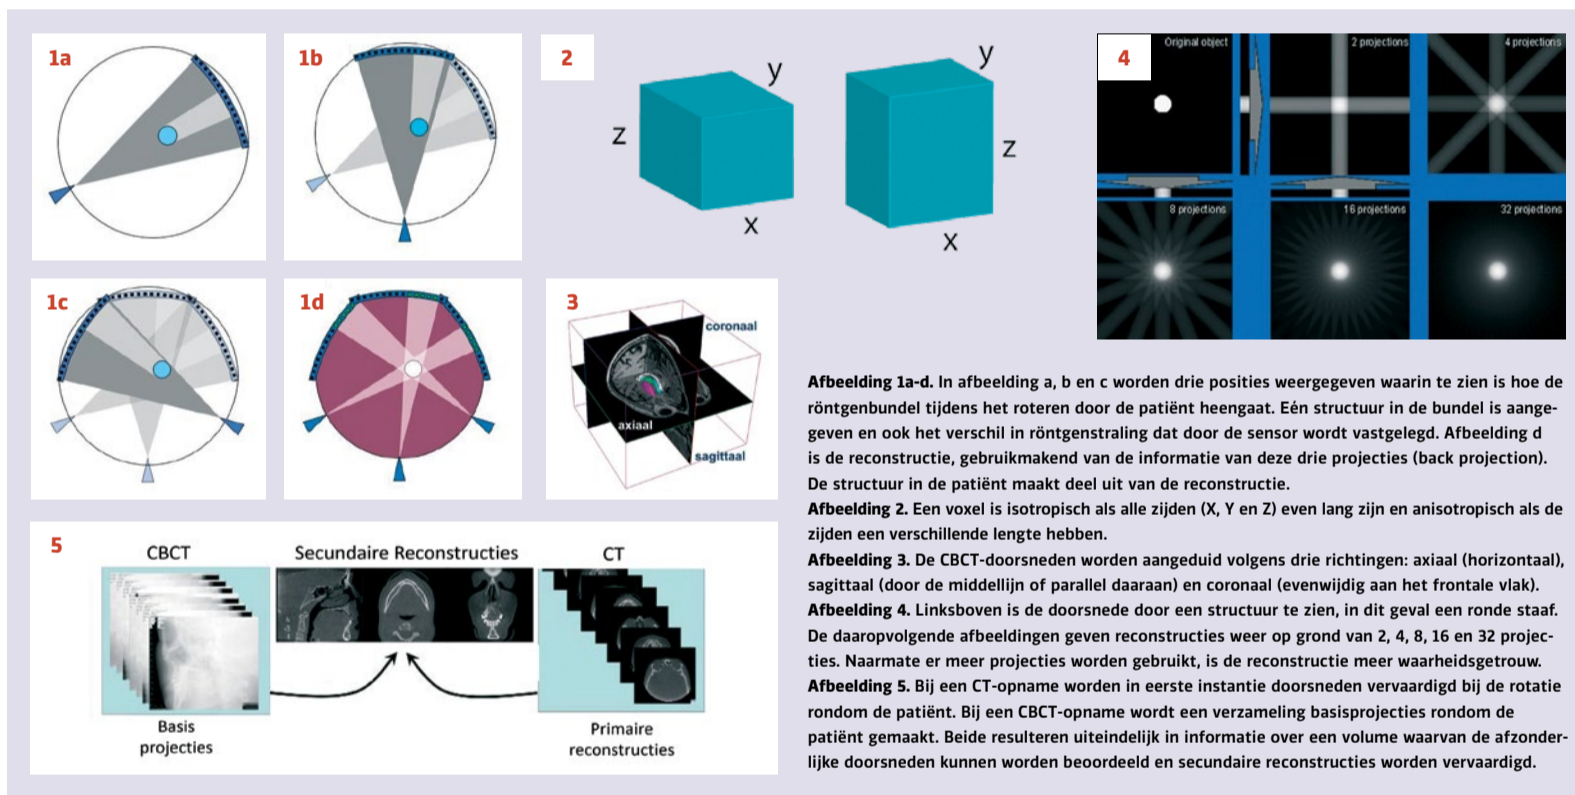 1a
1b
2
y
z
x
y
z
x
4
Original object
2 projections
4 projections
8 projections
16 projections
32 projections
1c
1d
3
coronaal
axiaal
sagittaal
5
CBCT
Secundaire Reconstructies
CT
Basis
projecties
Primaire
reconstructies
Afbeelding 1a-d. In afbeelding a, b en c worden drie posities weergegeven waarin te zien is hoe de
röntgenbundel tijdens het roteren door de patiënt heengaat. Eén structuur in de bundel is aange-
geven en ook het verschil in röntgenstraling dat door de sensor wordt vastgelegd. Afbeelding d
is de reconstructie, gebruikmakend van de informatie van deze drie projecties (back projection).
De structuur in de patiënt maakt deel uit van de reconstructie.
Afbeelding 2. Een voxel is isotropisch als alle zijden (X, Y en Z) even lang zijn en anisotropisch als de
zijden een verschillende lengte hebben.
Afbeelding 3. De CBCT-doorsneden worden aangeduid volgens drie richtingen: axiaal (horizontaal),
sagittaal (door de middellijn of parallel daaraan) en coronaal (evenwijdig aan het frontale vlak).
Afbeelding 4. Linksboven is de doorsnede door een structuur te zien, in dit geval een ronde staaf.
De daaropvolgende afbeeldingen geven reconstructies weer op grond van 2, 4, 8, 16 en 32 projec-
ties. Naarmate er meer projecties worden gebruikt, is de reconstructie meer waarheidsgetrouw.
Afbeelding 5. Bij een CT-opname worden in eerste instantie doorsneden vervaardigd bij de rotatie
rondom de patiënt. Bij een CBCT-opname wordt een verzameling basisprojecties rondom de
patiënt gemaakt. Beide resulteren uiteindelijk in informatie over een volume waarvan de afzonder-
lijke doorsneden kunnen worden beoordeeld en secundaire reconstructies worden vervaardigd.